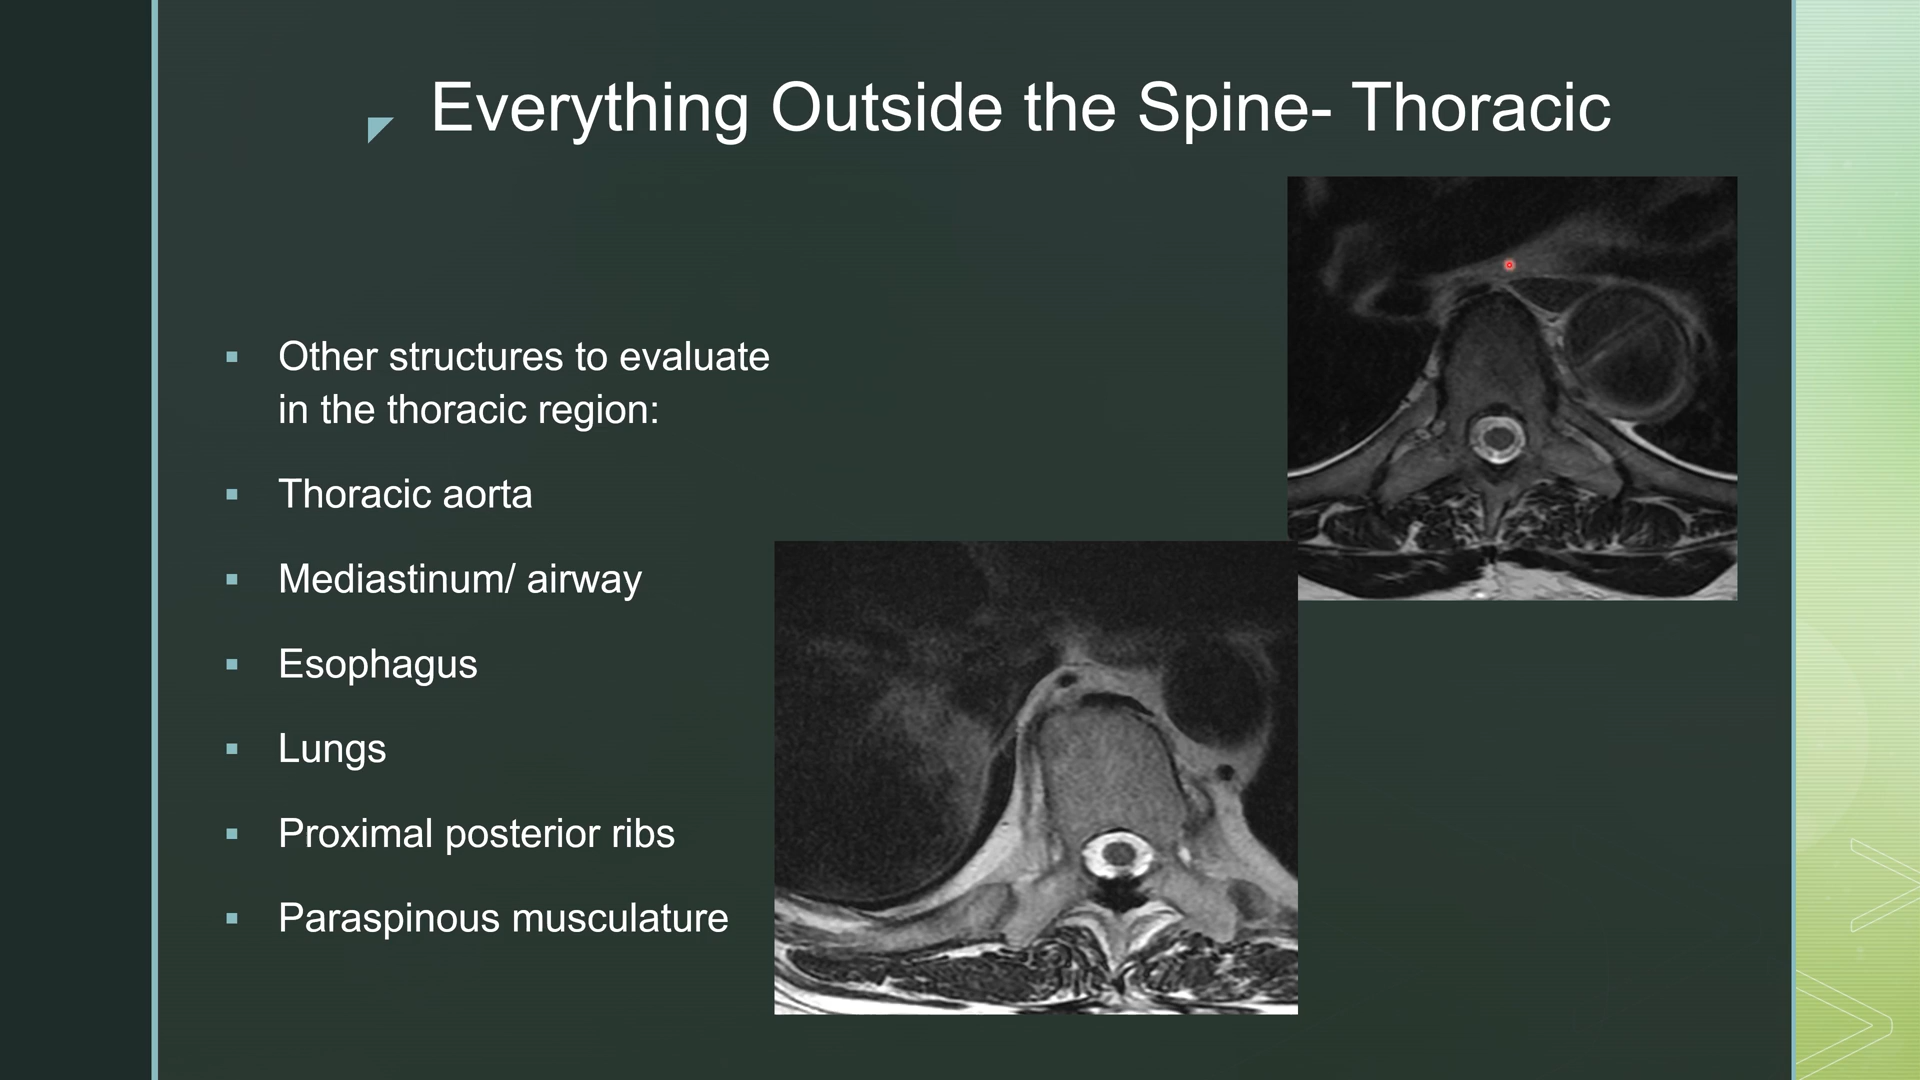 Everything Outside the Spine- Thoracic
Other structures to evaluate
in the thoracic region:
Thoracic aorta
Mediastinum/ airway
Esophagus
Lungs
Proximal posterior ribs
Paraspinous musculature